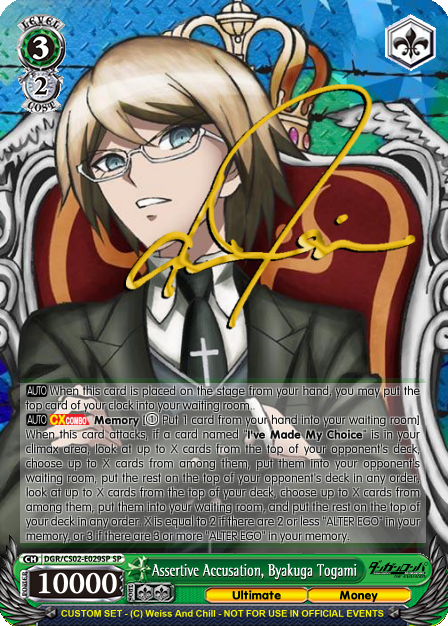 LEVEL
3
2
COST
AUTO When this card is placed on the stage from your hand, you may put the
top card of your clock into your waiting room.
AUTO CXCOMBO Memory [① Put 1 card from your hand into your waiting room]
When this card attacks, if a card named "I've Made My Choice" is in your
climax area, look at up to X cards from the top of your opponent's deck,
choose up to X cards from among them, put them into your opponent's
waiting room, put the rest on the top of your opponent's deck in any order,
look at up to X cards from the top of your deck, choose up to X cards from
among them, put them into your waiting room, and put the rest on the top
of your deck in any order. X is equal to 2 if there are 2 or less "ALTER EGO" in
your memory, or 3 if there are 3 or more "ALTER EGO" in your memory.
CH DGR/CS02-E029SP SP
POWER 10000 SOUL Assertive Accusation, Byakuga Togami
Ultimate Money
CUSTOM SET - (C) Weiss And Chill - NOT FOR USE IN OFFICIAL EVENTS